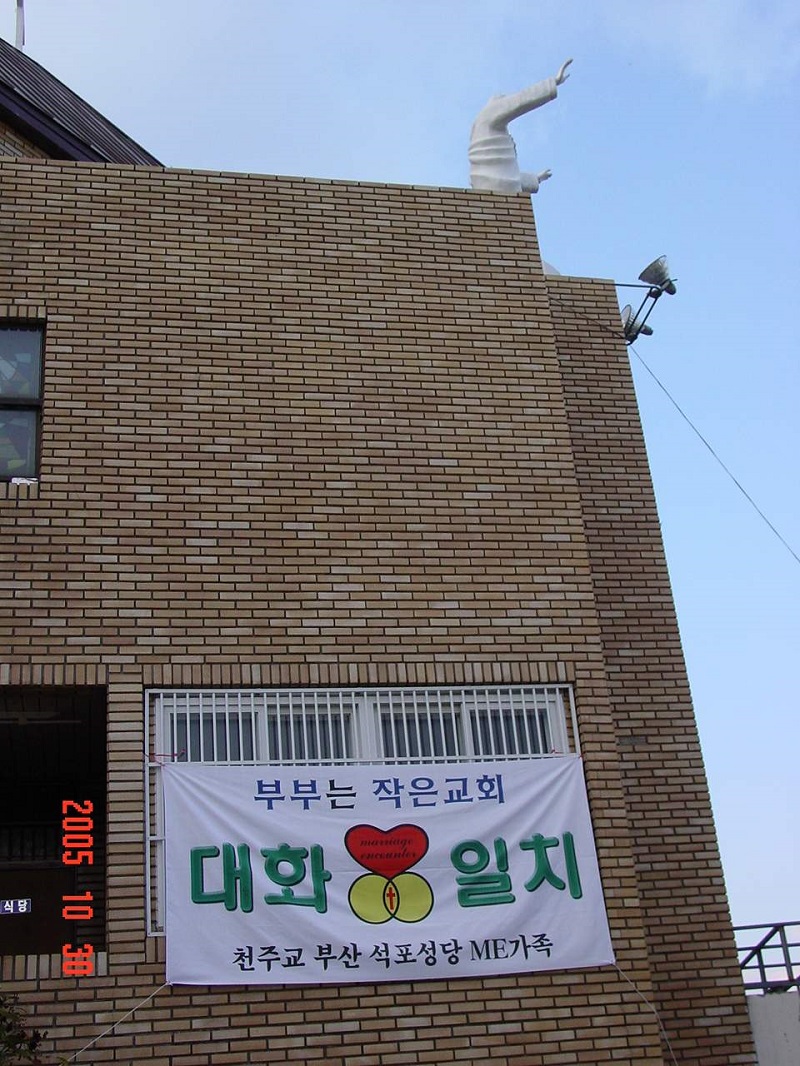 부부는 작은교회
대화 일치
marriage
encounter
천주교 부산 석포성당 ME가족
식당
2005 10 30